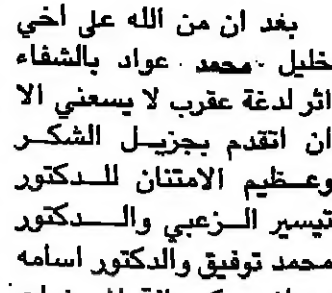 بعد ان من الله على اخي
خليل محمد عواد بالشفاء
اثر لدغة عقرب لا يسعني الا
ان اتقدم بجزيل الشكر
وعظيم الامتنان للدكتور
تيسير الزعبي والدكتور
محمد توفيق والدكتور اسامه